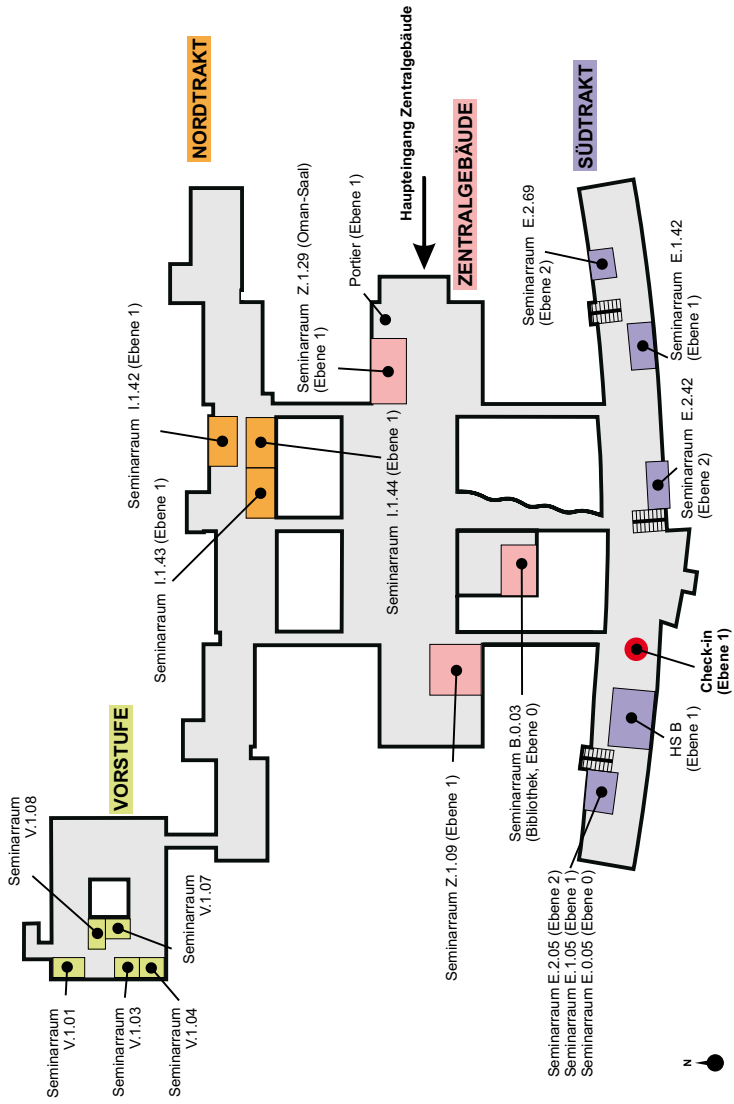 NORDTRAKT
Seminarraum I.1.42 (Ebene 1)
Seminarraum I.1.43 (Ebene 1)
Seminarraum I.1.44 (Ebene 1)
VORSTUFE
Seminarraum
V.1.08
Seminarraum
V.1.07
Seminarraum
V.1.01
Seminarraum
V.1.03
Seminarraum
V.1.04
Seminarraum Z.1.29 (Oman-Saal)
(Ebene 1)
Portier (Ebene 1)
Haupteingang Zentralgebäude
ZENTRALGEBÄUDE
Seminarraum Z.1.09 (Ebene 1)
Seminarraum B.0.03
(Bibliothek, Ebene 0)
SÜDTRAKT
Seminarraum E.2.69
(Ebene 2)
Seminarraum E.1.42
(Ebene 1)
Seminarraum E.2.42
(Ebene 2)
Check-in
(Ebene 1)
HS B
(Ebene 1)
Seminarraum E.2.05 (Ebene 2)
Seminarraum E.1.05 (Ebene 1)
Seminarraum E.0.05 (Ebene 0)
N